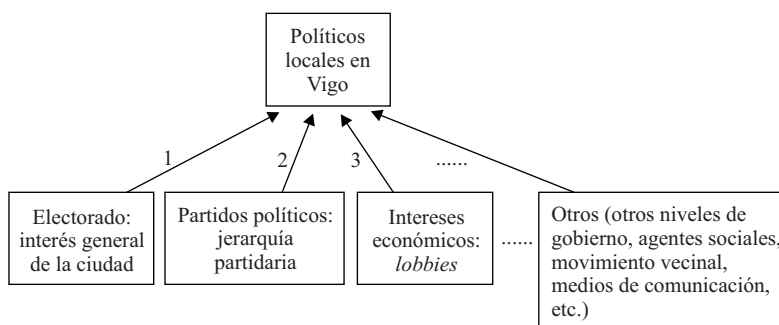 Políticos
locales en
Vigo
1
2
3
......
Electorado:
interés general
de la ciudad
Partidos políticos:
jerarquía
partidaria
Intereses
económicos:
lobbies
......
Otros (otros niveles de
gobierno, agentes sociales,
movimiento vecinal,
medios de comunicación,
etc.)